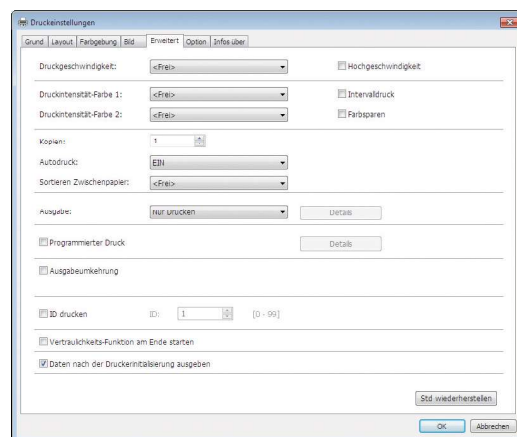 Druckeinstellungen
Grund Layout Farbgebung Bild Erweitert Option Infos über
Druckgeschwindigkeit: <Frei> Hochgeschwindigkeit
Druckintensität-Farbe 1: <Frei> Intervalldruck
Druckintensität-Farbe 2: <Frei> Farbsparen
Kopien: 1
Autodruck: EIN
Sortieren Zwischenpapier: <Frei>
Ausgabe: Nur Drucken Details
Programmierter Druck Details
Ausgabeumkehrung
ID drucken ID: 1 [0 - 99]
Vertraulichkeits-Funktion am Ende starten
Daten nach der Druckerinitialisierung ausgeben
Std wiederherstellen
OK Abbrechen